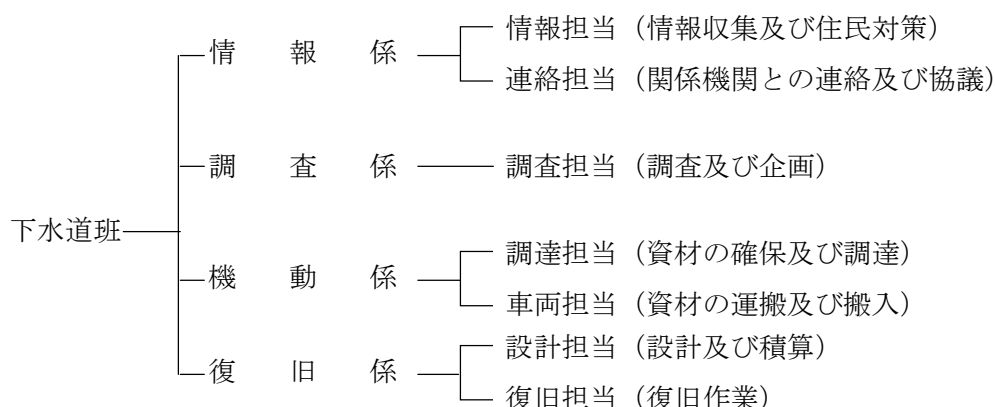 情報担当（情報収集及び住民対策）
情報係
連絡担当（関係機関との連絡及び協議）
調査係
調査担当（調査及び企画）
下水道班
調達担当（資材の確保及び調達）
機動係
車両担当（資材の運搬及び搬入）
設計担当（設計及び積算）
復旧係
復旧担当（復旧作業）